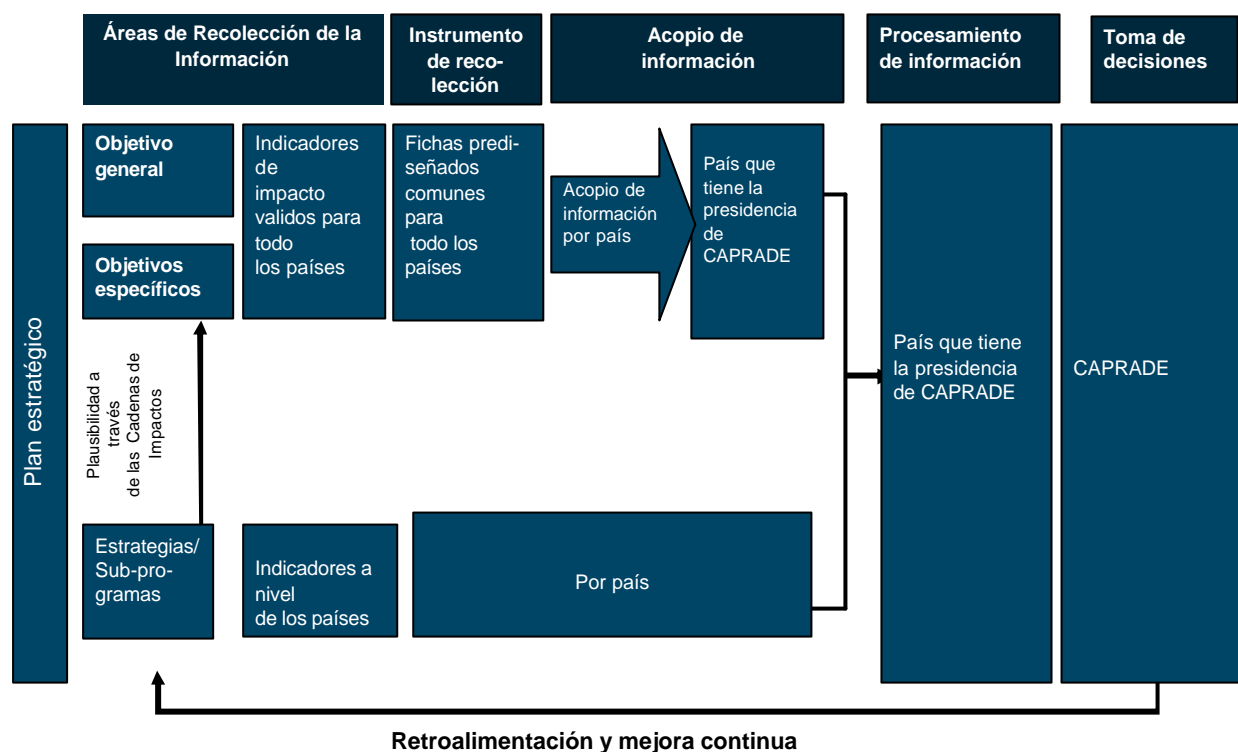 Áreas de Recolección de la
Información
Instrumento
de reco-
lección
Acopio de
información
Procesamiento
de información
Toma de
decisiones
Plan estratégico
Objetivo
general
Indicadores
de
impacto
validos para
todo
los países
Fichas predi-
señados
comunes
para
todo los
países
Acopio de
información
por país
País que
tiene la
presidencia
de
CAPRADE
Objetivos
específicos
País que tiene
la presidencia
de CAPRADE
CAPRADE
Plausibilidad a
través
de las Cadenas de
Impactos
Estrategias/
Sub-pro-
gramas
Indicadores a
nivel
de los países
Por país
Retroalimentación y mejora continua